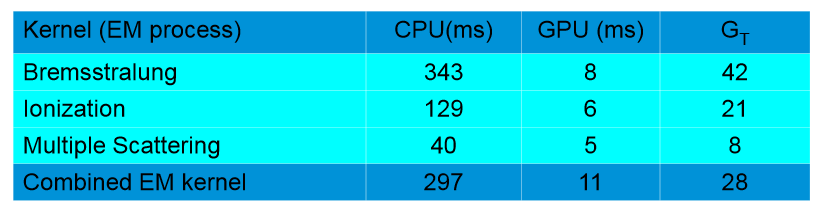 Kernel (EM process) CPU(ms) GPU (ms) GT
Bremsstralung 343 8 42
Ionization 129 6 21
Multiple Scattering 40 5 8
Combined EM kernel 297 11 28